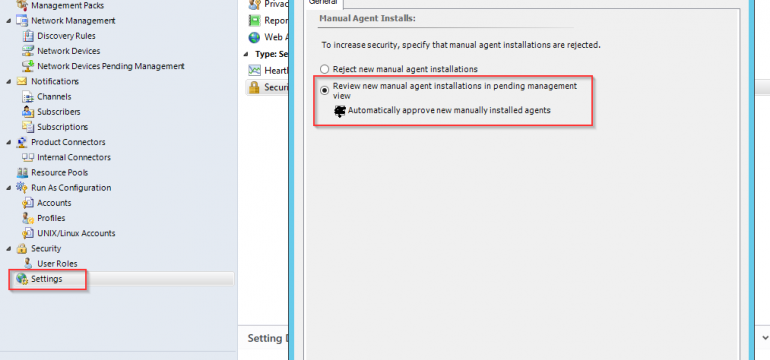 Management Packs
Network Management
Discovery Rules
Network Devices
Network Devices Pending Management
Notifications
Channels
Subscribers
Subscriptions
Product Connectors
Internal Connectors
Resource Pools
Run As Configuration
Accounts
Profiles
UNIX/Linux Accounts
Security
User Roles
Settings
Privac
Repor
Web A
Type: Se
Heart
Securi
Setting D
General
Manual Agent Installs:
To increase security, specify that manual agent installations are rejected.
Reject new manual agent installations
Review new manual agent installations in pending management
view
Automatically approve new manually installed agents